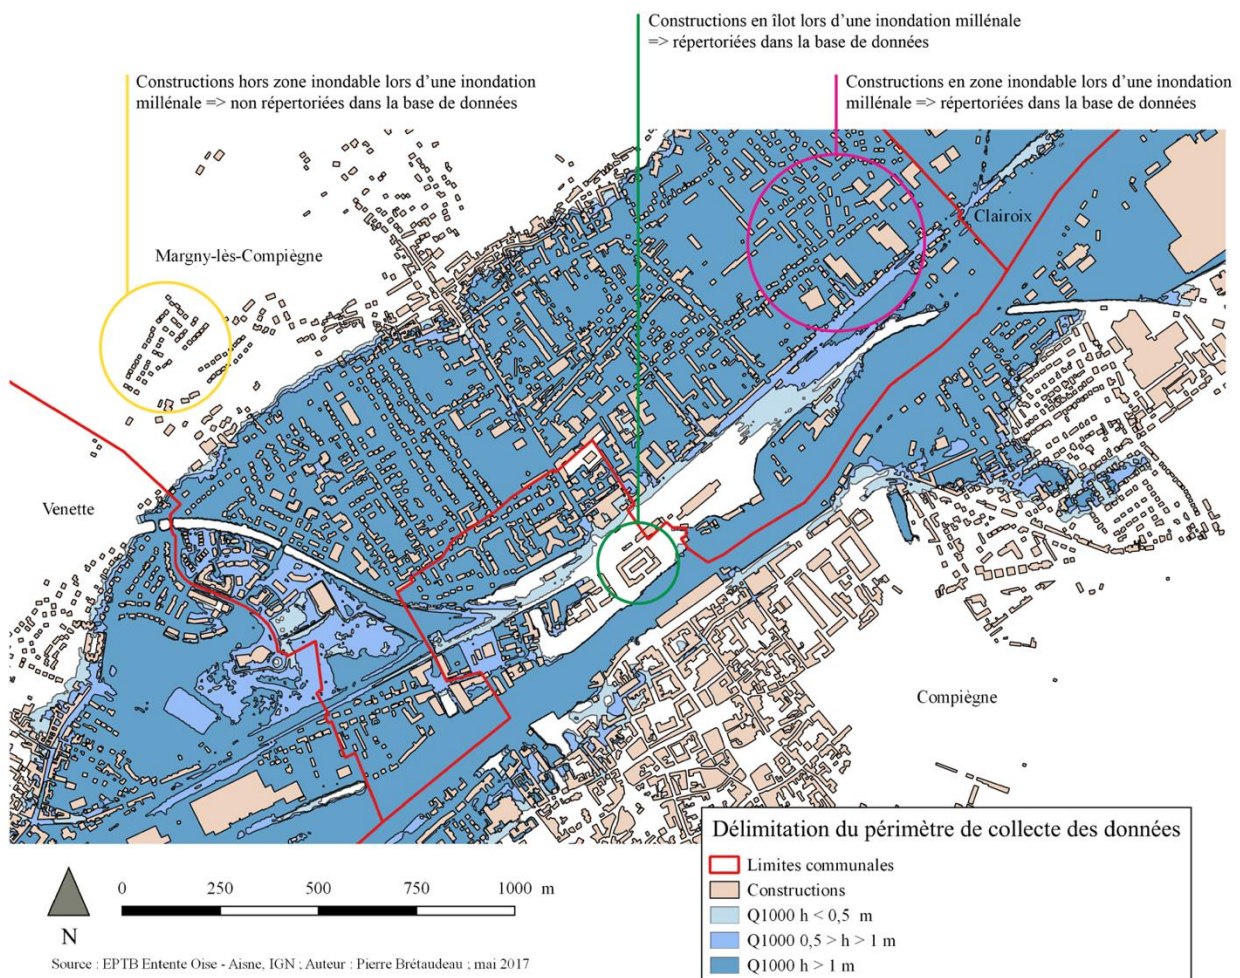 Constructions en îlot lors d’une inondation millénale
=> répertoriées dans la base de données
Constructions hors zone inondable lors d’une inondation
millénale => non répertoriées dans la base de données
Constructions en zone inondable lors d’une inondation
millénale => répertoriées dans la base de données
Clairoix
Margny-lès-Compiègne
Venette
Compiègne
Délimitation du périmètre de collecte des données
Limites communales
Constructions
Q1000 h < 0,5 m
Q1000 0,5 > h > 1 m
Q1000 h > 1 m
0 250 500 750 1000 m
N
Source : EPTB Entente Oise - Aisne, IGN ; Auteur : Pierre Brétaudeau ; mai 2017